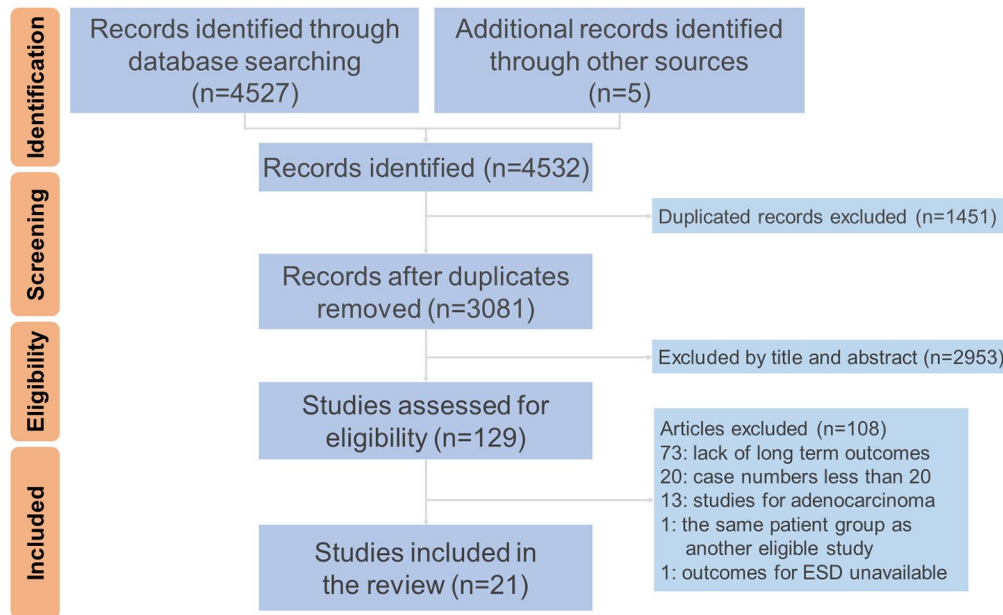 Identification
Records identified through
database searching
(n=4527)
Additional records identified
through other sources
(n=5)
Records identified (n=4532)
Screening
Duplicated records excluded (n=1451)
Records after duplicates
removed (n=3081)
Eligibility
Excluded by title and abstract (n=2953)
Studies assessed for
eligibility (n=129)
Included
Articles excluded (n=108)
73: lack of long term outcomes
20: case numbers less than 20
13: studies for adenocarcinoma
1: the same patient group as
another eligible study
1: outcomes for ESD unavailable
Studies included in
the review (n=21)